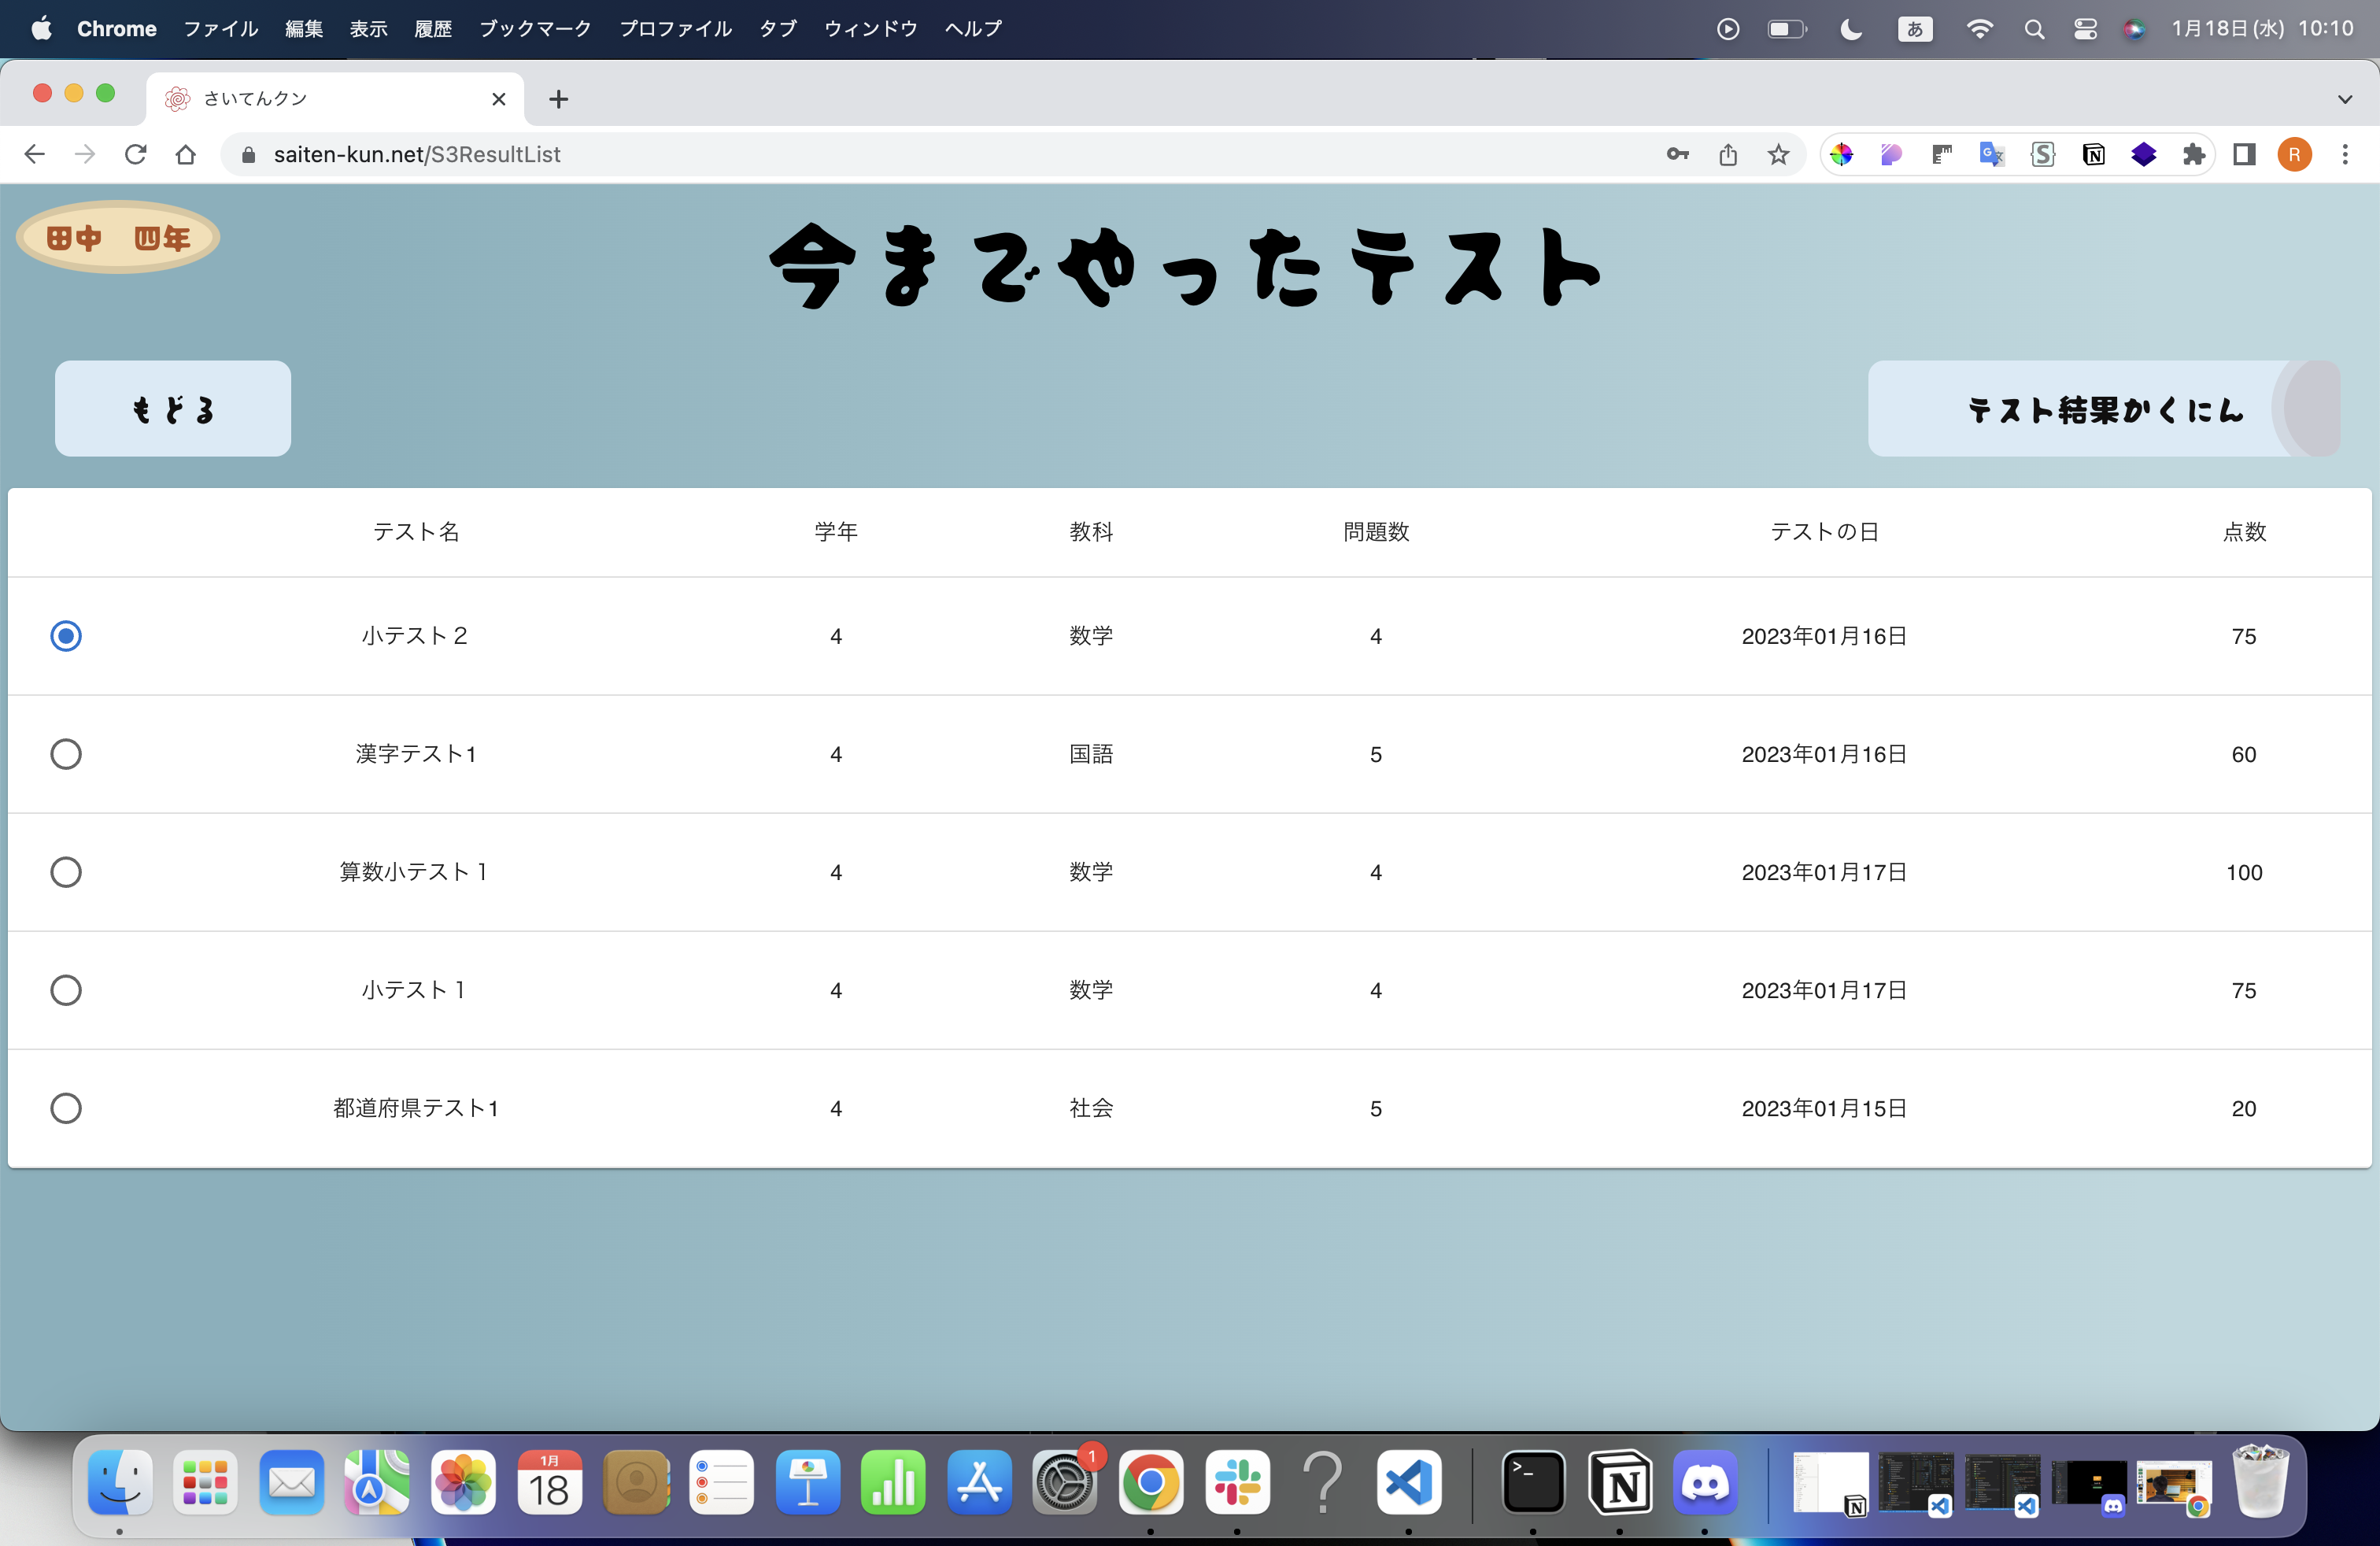 Chrome ファイル 編集 表示 履歴 ブックマーク プロファイル タブ ウィンドウ ヘルプ あ 1月18日(水) 10:10
さいてんクン
saiten-kun.net/S3ResultList R
田中 四年
今までやったテスト
もどる テスト結果かくにん
テスト名 学年 教科 問題数 テストの日 点数
小テスト２ 4 数学 4 2023年01月16日 75
漢字テスト1 4 国語 5 2023年01月16日 60
算数小テスト１ 4 数学 4 2023年01月17日 100
小テスト１ 4 数学 4 2023年01月17日 75
都道府県テスト1 4 社会 5 2023年01月15日 20
1月
18
1